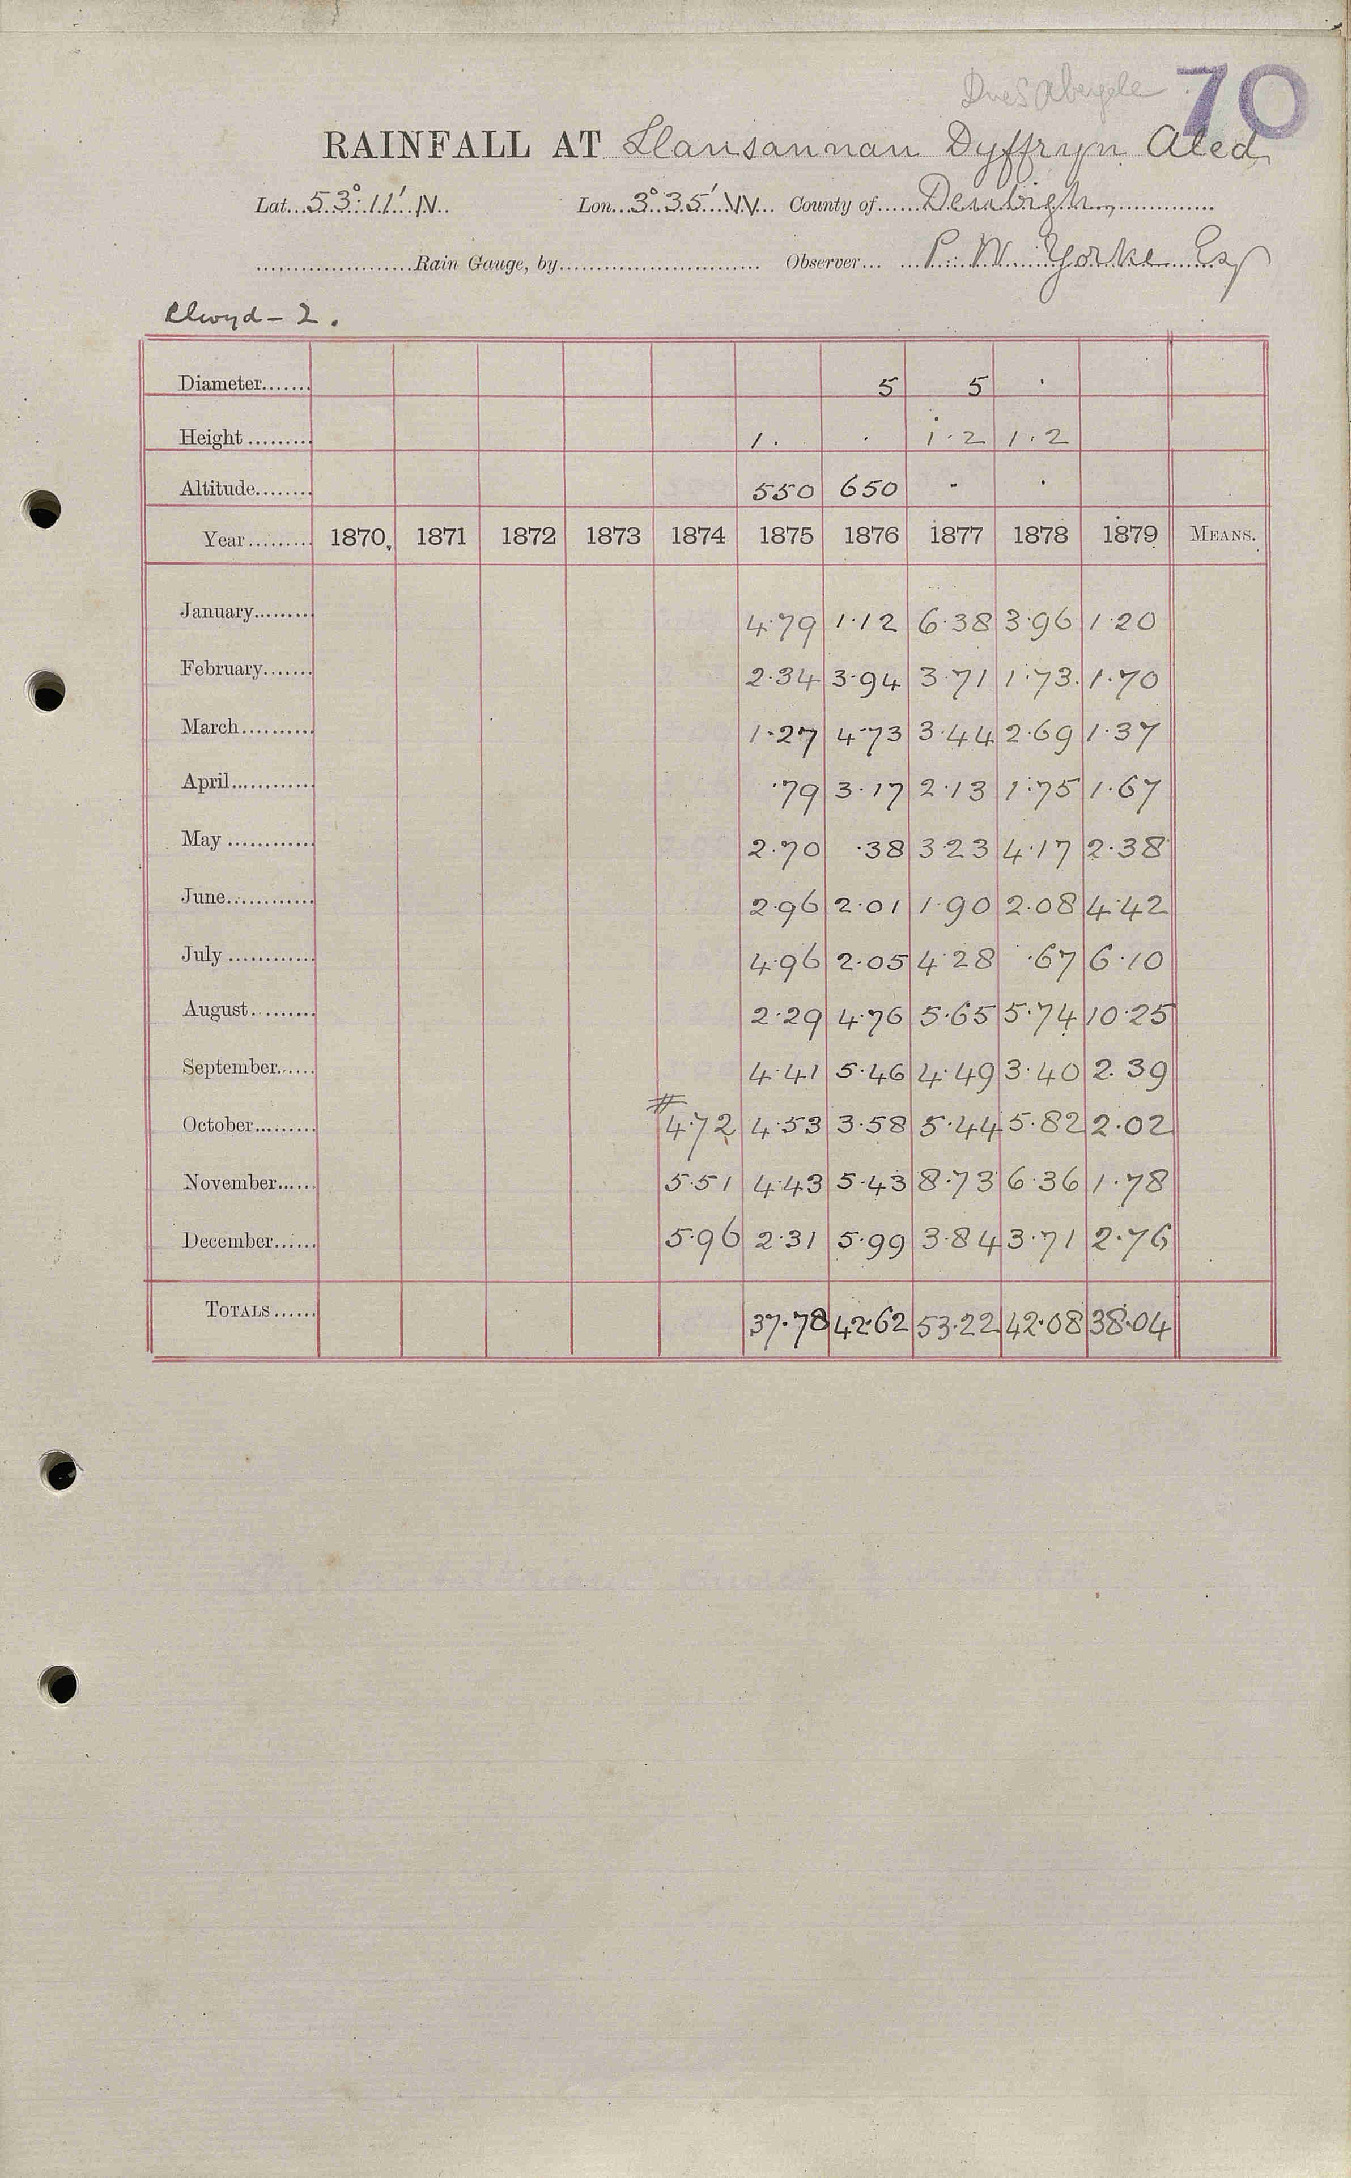 70
RAINFALL AT Llansannan Dyffryn Aled
Lat. 53° 11' N Lon. 3° 35' W County of Denbigh,
Rain Gauge, by Observer P. W. Yorke Esq
Clwyd - 2.
Diameter 5 5 ·
Height 1. · 1·2 1·2
Altitude 550 650 - ·
Year 1870 1871 1872 1873 1874 1875 1876 1877 1878 1879 MEANS.
January 4·79 1·12 6·38 3·96 1·20
February 2·34 3·94 3·71 1·73 1·70
March 1·27 4·73 3·44 2·69 1·37
April ·79 3·17 2·13 1·75 1·67
May 2·70 ·38 3·23 4·17 2·38
June 2·96 2·01 1·90 2·08 4·42
July 4·96 2·05 4·28 ·67 6·10
August 2·29 4·76 5·65 5·74 10·25
September 4·41 5·46 4·49 3·40 2·39
October #4·72 4·53 3·58 5·44 5·82 2·02
November 5·51 4·43 5·43 8·73 6·36 1·78
December 5·96 2·31 5·99 3·84 3·71 2·76
TOTALS 37·78 42·62 53·22 42·08 38·04